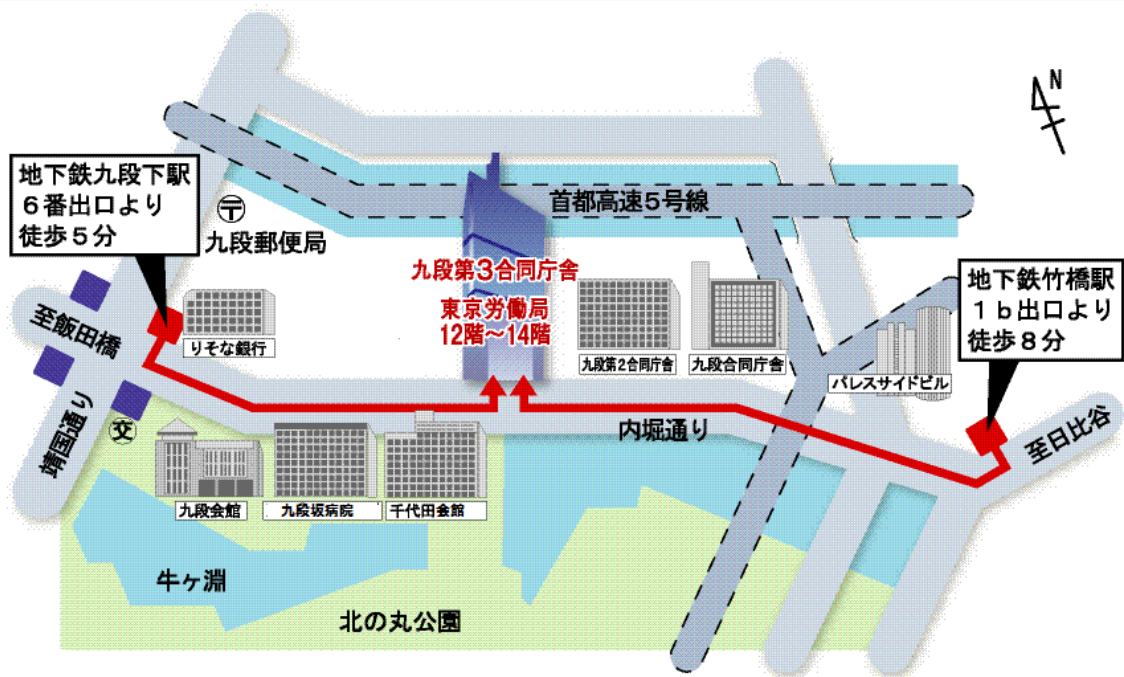 N
地下鉄九段下駅
6番出口より
徒歩5分
〒
九段郵便局
首都高速5号線
九段第3合同庁舎
東京労働局
12階～14階
地下鉄竹橋駅
1b出口より
徒歩8分
至飯田橋
りそな銀行
九段第2合同庁舎
九段合同庁舎
パレスサイドビル
靖国通り
交
内堀通り
至日比谷
九段会館
九段坂病院
千代田会館
牛ヶ淵
北の丸公園